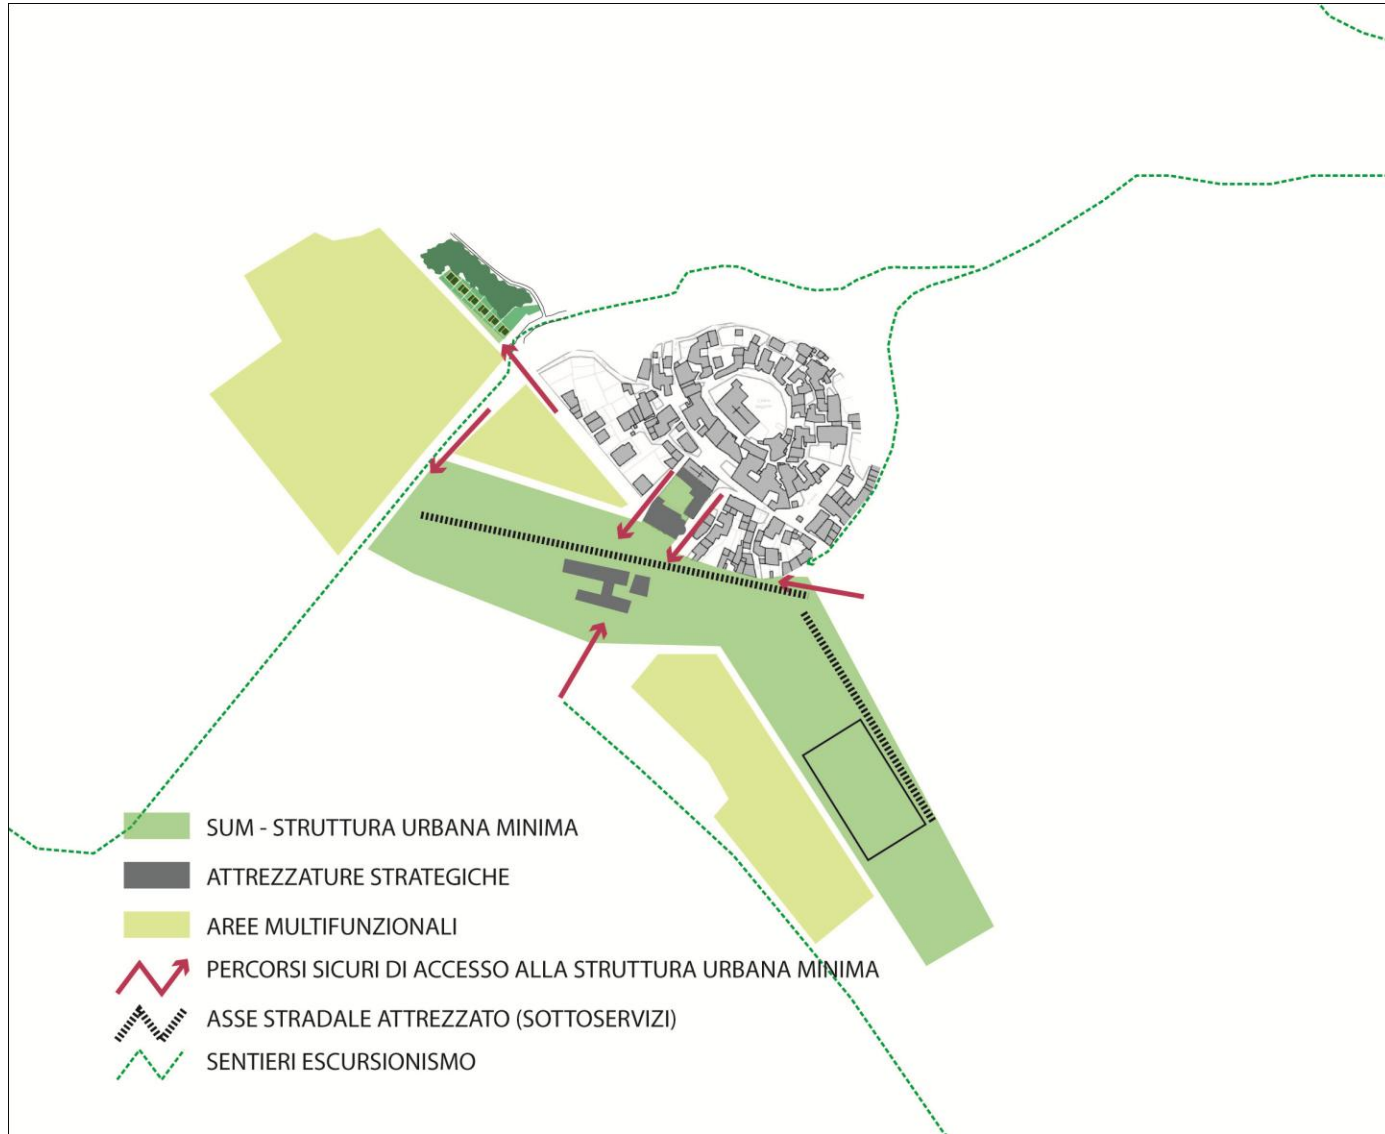 SUM - STRUTTURA URBANA MINIMA
ATTREZZATURE STRATEGICHE
AREE MULTIFUNZIONALI
PERCORSI SICURI DI ACCESSO ALLA STRUTTURA URBANA MINIMA
ASSE STRADALE ATTREZZATO (SOTTOSERVIZI)
SENTIERI ESCURSIONISMO